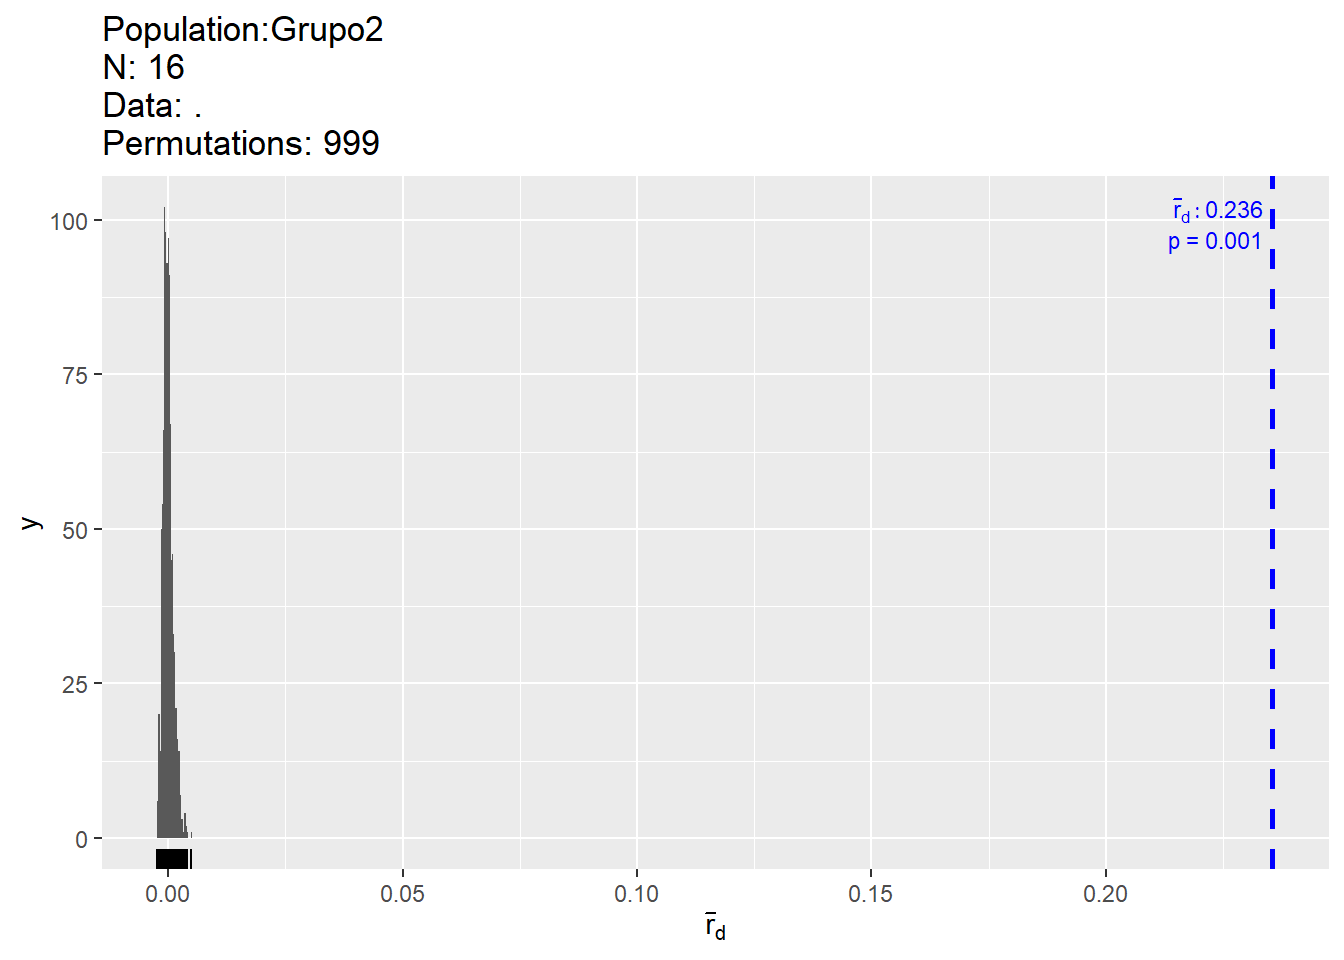 Population:Grupo2
N: 16
Data: .
Permutations: 999
r̄d : 0.236
p = 0.001
100
75
50
25
0
y
0.00
0.05
0.10
0.15
0.20
r̄d